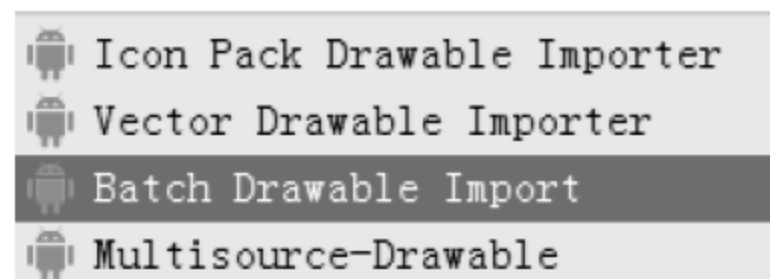 Icon Pack Drawable Importer
Vector Drawable Importer
Batch Drawable Import
Multisource-Drawable